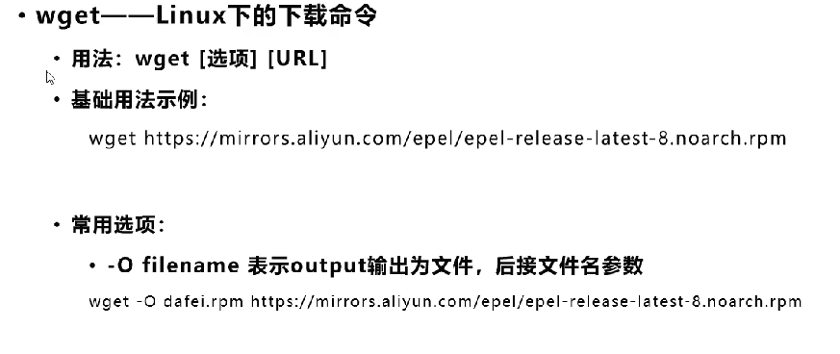 • wget——Linux下的下载命令
• 用法：wget [选项] [URL]
• 基础用法示例：
wget https://mirrors.aliyun.com/epel/epel-release-latest-8.noarch.rpm
• 常用选项：
• -O filename 表示output输出为文件，后接文件名参数
wget -O dafei.rpm https://mirrors.aliyun.com/epel/epel-release-latest-8.noarch.rpm